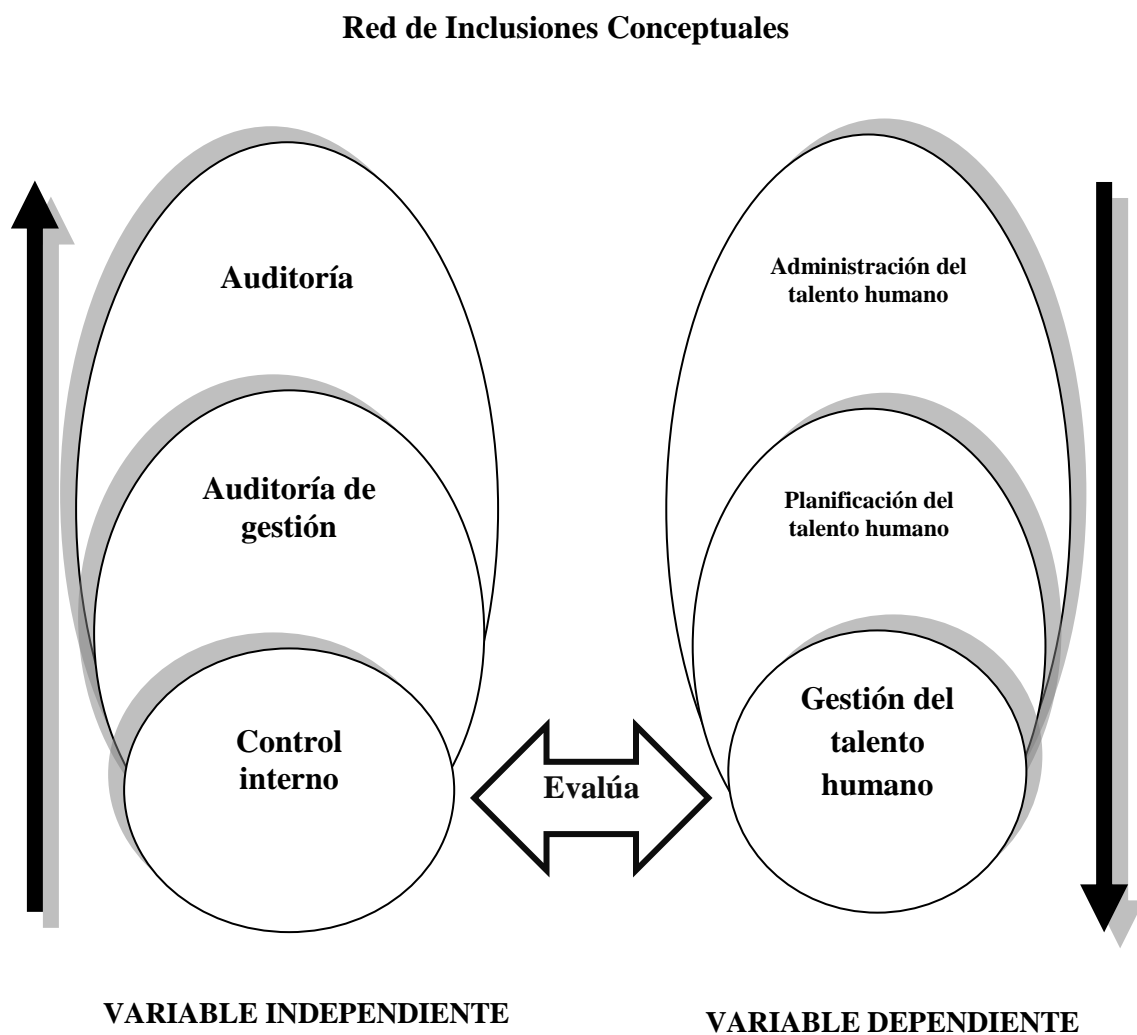 Red de Inclusiones Conceptuales
Auditoría
Auditoría de
gestión
Control
interno
Evalúa
Administración del
talento humano
Planificación del
talento humano
Gestión del
talento
humano
VARIABLE INDEPENDIENTE
VARIABLE DEPENDIENTE